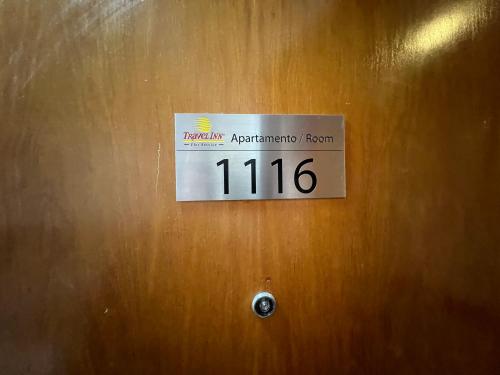 TRAVEL INN
Apartamento / Room
1116